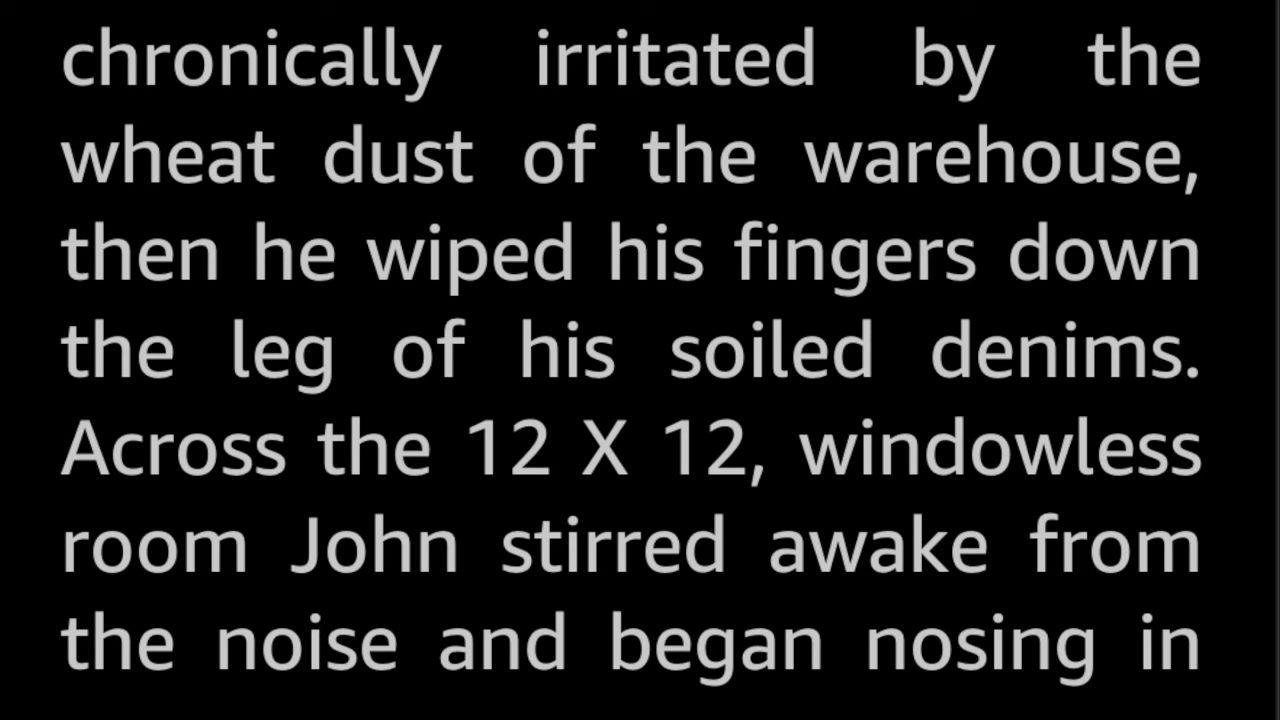 chronically irritated by the
wheat dust of the warehouse,
then he wiped his fingers down
the leg of his soiled denims.
Across the 12 X 12, windowless
room John stirred awake from
the noise and began nosing in